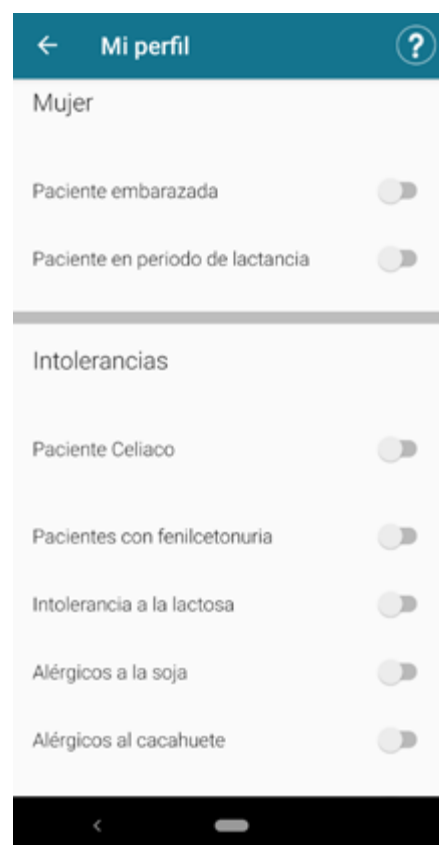 Mi perfil
?
Mujer
Paciente embarazada
Paciente en periodo de lactancia
Intolerancias
Paciente Celiaco
Pacientes con fenilcetonuria
Intolerancia a la lactosa
Alérgicos a la soja
Alérgicos al cacahuete